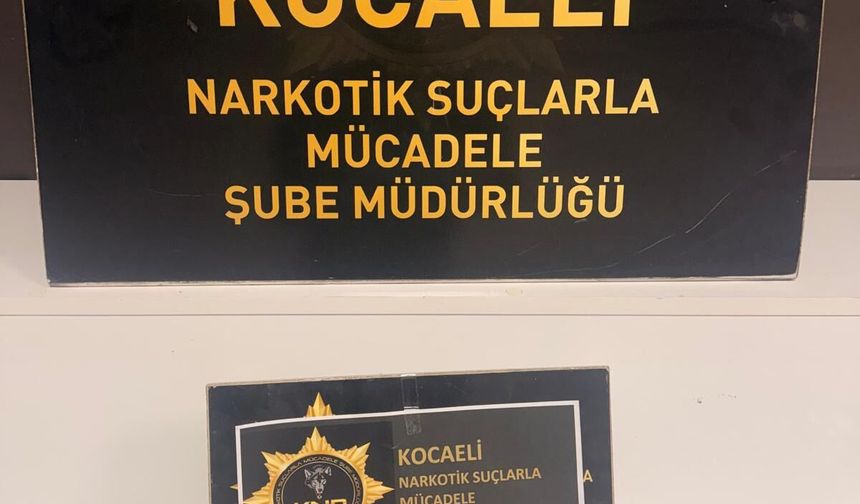 KOCAELİ
NARKOTİK SUÇLARLA
MÜCADELE
ŞUBE MÜDÜRLÜĞÜ
KOCAELİ
NARKOTİK SUÇLARLA
MÜCADELE